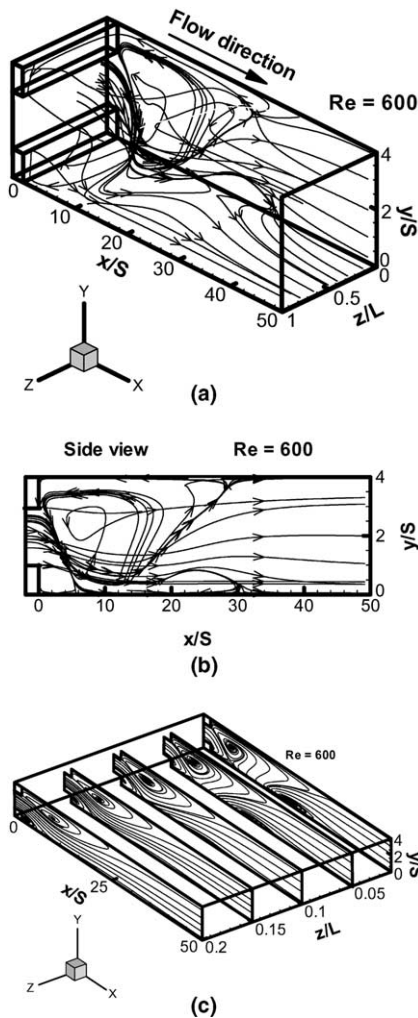 Flow direction
Re = 600
4
2
0
y/S
0
10
20
30
40
50
x/S
0
0.5
1
z/L
Y
Z
X
(a)
Side view
Re = 600
4
2
0
y/S
0
10
20
30
40
50
x/S
(b)
Re = 600
0
25
50
x/S
4
2
0
y/S
0.2
0.15
0.1
0.05
z/L
Y
Z
X
(c)